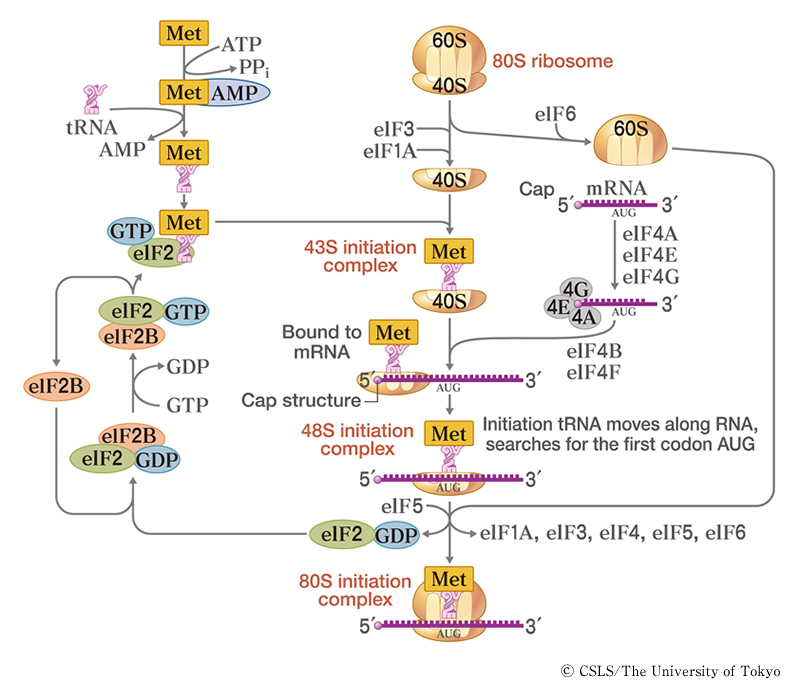 Met
ATP
PPi
Met AMP
tRNA
AMP
Met
GTP
Met
eIF2
eIF2
GTP
eIF2B
GDP
GTP
eIF2B
eIF2B
eIF2
GDP
60S
40S
80S ribosome
eIF3
eIF1A
eIF6
60S
40S
Cap
mRNA
5′
3′
AUG
eIF4A
eIF4E
eIF4G
43S initiation
complex
Met
40S
4G
4E
4A
3′
AUG
eIF4B
eIF4F
Bound to
mRNA
Met
5′
3′
AUG
Cap structure
48S initiation
complex
Met
Initiation tRNA moves along RNA,
searches for the first codon AUG
5′
3′
AUG
eIF5
eIF2
GDP
eIF1A, eIF3, eIF4, eIF5, eIF6
80S initiation
complex
Met
5′
3′
AUG
© CSLS/The University of Tokyo